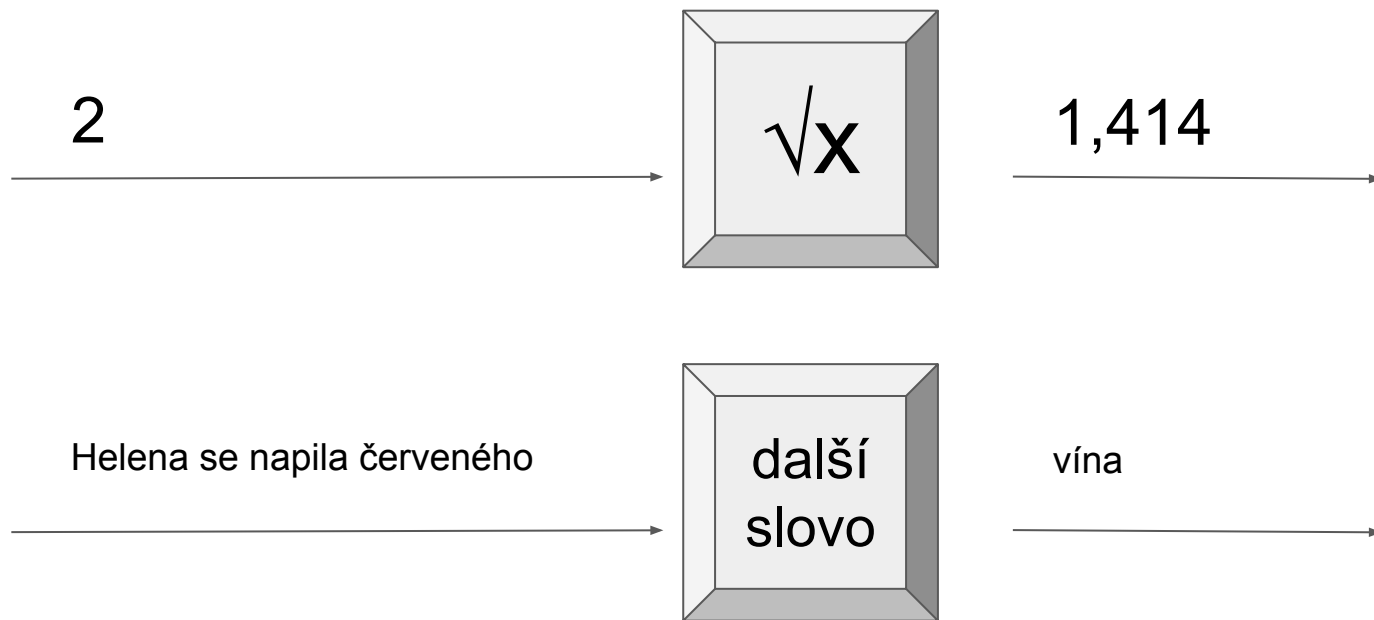 2
√x
1,414
Helena se napila červeného
další
slovo
vína